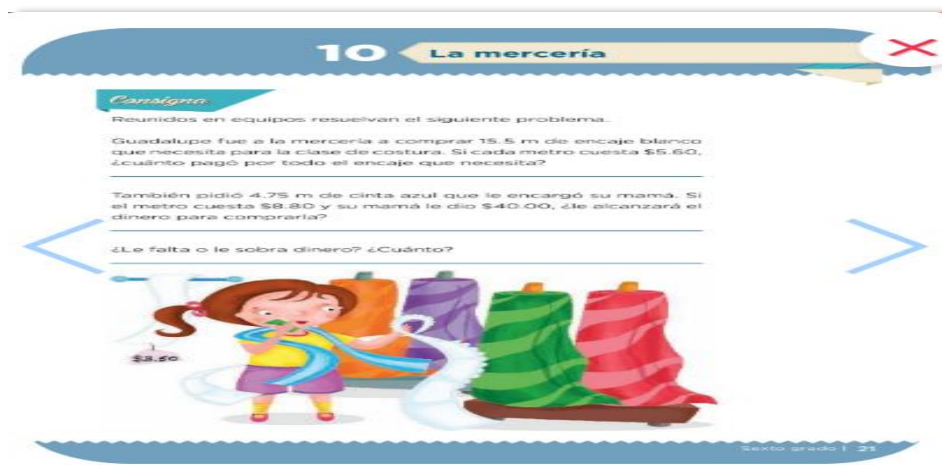 10 La mercería
Consigna
Reunidos en equipos resuelvan el siguiente problema.
Guadalupe fue a la mercería a comprar 15.5 m de encaje blanco
que necesita para la clase de costura. Si cada metro cuesta $5.60,
¿cuánto pagó por todo el encaje que necesita?
También pidió 4.75 m de cinta azul que le encargó su mamá. Si
el metro cuesta $8.80 y su mamá le dio $40.00, ¿le alcanzará el
dinero para comprarla?
¿Le falta o le sobra dinero? ¿Cuánto?
$3.50
Sexto grado | 21